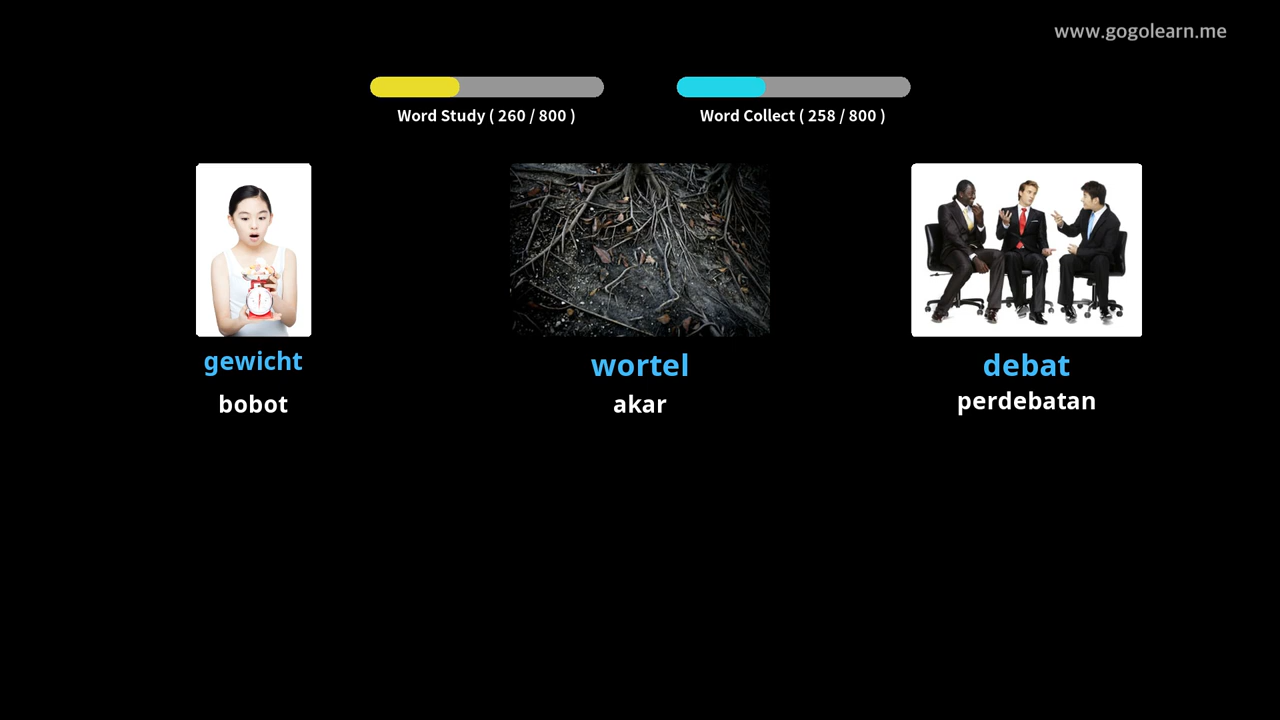 www.gogolearn.me
Word Study ( 260 / 800 )
Word Collect ( 258 / 800 )
gewicht
bobot
wortel
akar
debat
perdebatan